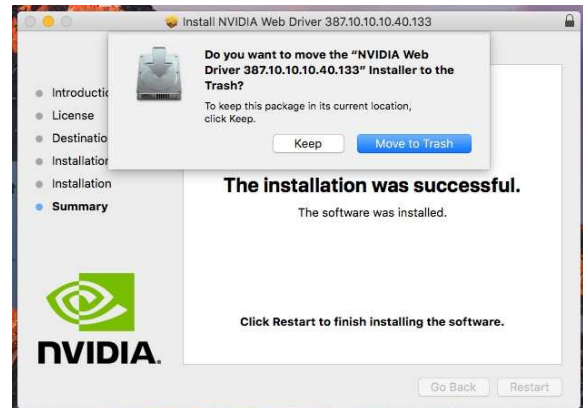 Install NVIDIA Web Driver 387.10.10.10.40.133
Do you want to move the “NVIDIA Web
Driver 387.10.10.10.40.133” Installer to the
Trash?
To keep this package in its current location,
click Keep.
Keep
Move to Trash
Introductio
License
Destinatio
Installation
Installation
Summary
The installation was successful.
The software was installed.
Click Restart to finish installing the software.
NVIDIA.
Go Back
Restart